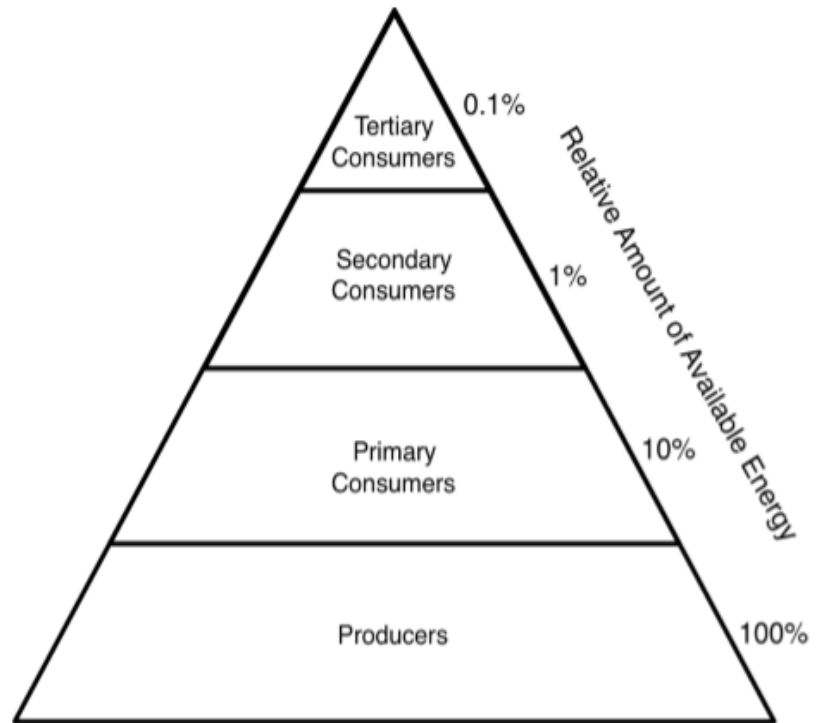 0.1%
Tertiary
Consumers
Secondary
Consumers
1%
Primary
Consumers
10%
Producers
100%
Relative Amount of Available Energy